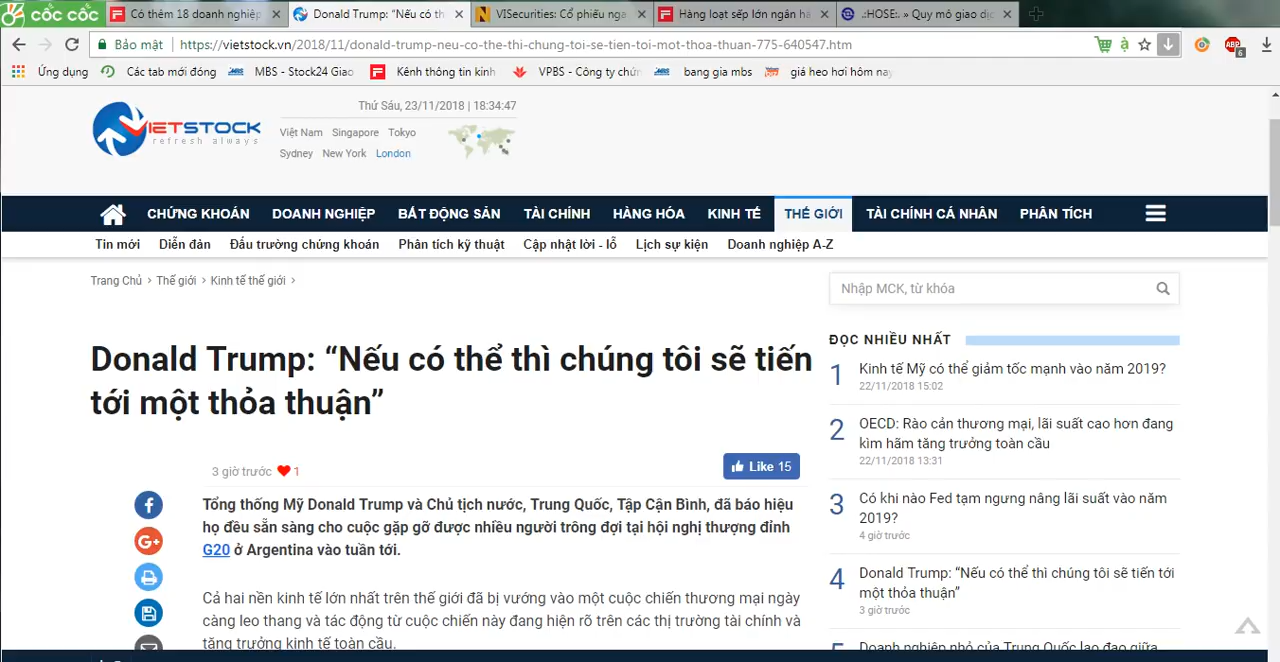 cốc cốc
Có thêm 18 doanh nghiệp
Donald Trump: “Nếu có th
VISecurities: Cổ phiếu nga
Hàng loạt sếp lớn ngân hà
.:HOSE:. » Quy mô giao dị
Bảo mật
https://vietstock.vn/2018/11/donald-trump-neu-co-the-thi-chung-toi-se-tien-toi-mot-thoa-thuan-775-640547.htm
ABP
6
Ứng dụng
Các tab mới đóng
MBS - Stock24 Giao
Kênh thông tin kinh
VPBS - Công ty chứn
bang gia mbs
giá heo hơi hôm nay
VIETSTOCK
refresh always
Thứ Sáu, 23/11/2018 | 18:34:47
Việt Nam Singapore Tokyo
Sydney New York London
CHỨNG KHOÁN DOANH NGHIỆP BẤT ĐỘNG SẢN TÀI CHÍNH HÀNG HÓA KINH TẾ THẾ GIỚI TÀI CHÍNH CÁ NHÂN PHÂN TÍCH
Tin mới Diễn đàn Đấu trường chứng khoán Phân tích kỹ thuật Cập nhật lời - lỗ Lịch sự kiện Doanh nghiệp A-Z
Trang Chủ › Thế giới › Kinh tế thế giới ›
Donald Trump: “Nếu có thể thì chúng tôi sẽ tiến
tới một thỏa thuận”
3 giờ trước 1
Like 15
Tổng thống Mỹ Donald Trump và Chủ tịch nước, Trung Quốc, Tập Cận Bình, đã báo hiệu
họ đều sẵn sàng cho cuộc gặp gỡ được nhiều người trông đợi tại hội nghị thượng đỉnh
G20 ở Argentina vào tuần tới.
Cả hai nền kinh tế lớn nhất trên thế giới đã bị vướng vào một cuộc chiến thương mại ngày
càng leo thang và tác động từ cuộc chiến này đang hiện rõ trên các thị trường tài chính và
tăng trưởng kinh tế toàn cầu.
Nhập MCK, từ khóa
ĐỌC NHIỀU NHẤT
1
Kinh tế Mỹ có thể giảm tốc mạnh vào năm 2019?
22/11/2018 15:02
2
OECD: Rào cản thương mại, lãi suất cao hơn đang
kìm hãm tăng trưởng toàn cầu
22/11/2018 13:31
3
Có khi nào Fed tạm ngưng nâng lãi suất vào năm
2019?
4 giờ trước
4
Donald Trump: “Nếu có thể thì chúng tôi sẽ tiến tới
một thỏa thuận”
3 giờ trước
5
Doanh nghiệp nhỏ của Trung Quốc lao đao giữa